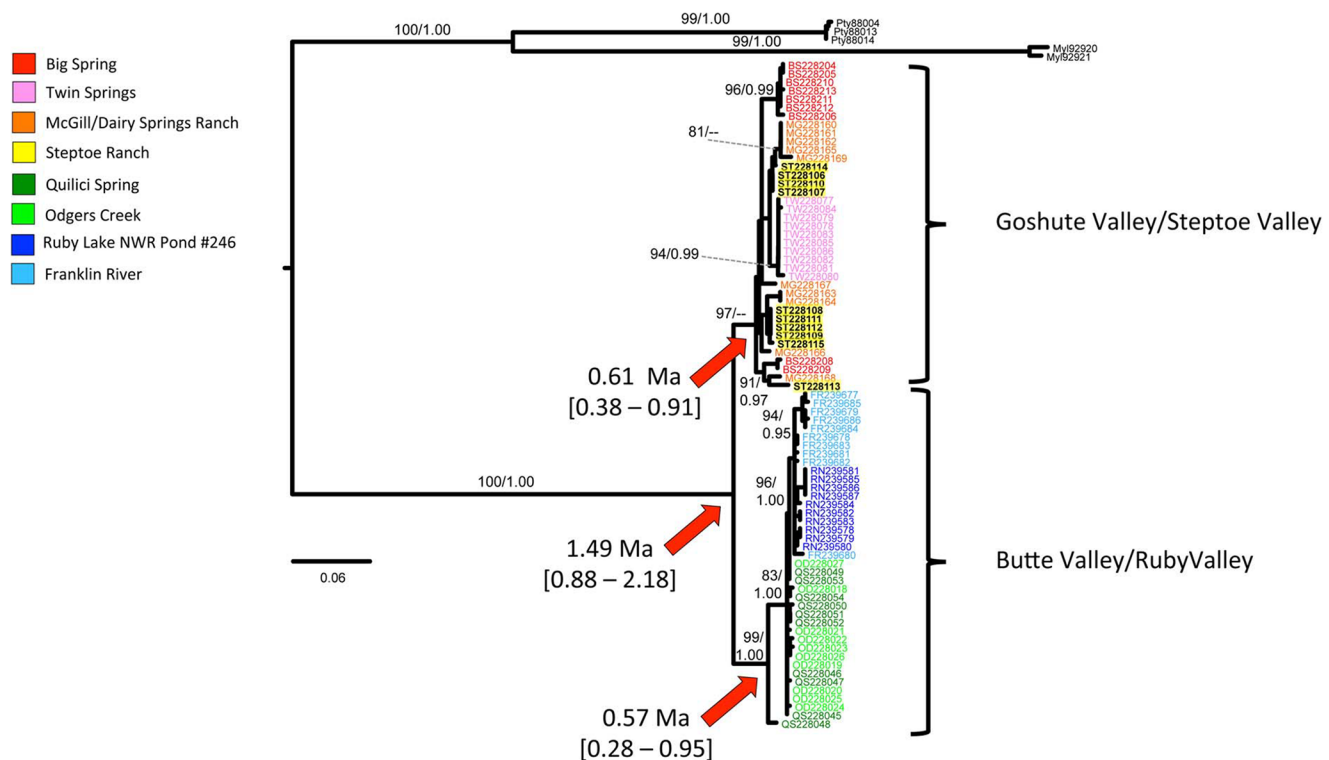 Big Spring
Twin Springs
McGill/Dairy Springs Ranch
Steptoe Ranch
Quilici Spring
Odgers Creek
Ruby Lake NWR Pond #246
Franklin River
0.06
100/1.00
99/1.00
99/1.00
Pty88004
Pty88013
Pty88014
Myl92920
Myl92921
96/0.99
81/--
94/0.99
97/--
0.61 Ma
[0.38 – 0.91]
91/
0.97
94/
0.95
96/
1.00
100/1.00
1.49 Ma
[0.88 – 2.18]
83/
1.00
99/
1.00
0.57 Ma
[0.28 – 0.95]
BS228204
BS228205
BS228210
BS228213
BS228211
BS228212
BS228206
MG228160
MG228161
MG228162
MG228165
MG228169
ST228114
ST228106
ST228110
ST228107
TW228077
TW228084
TW228079
TW228078
TW228083
TW228085
TW228086
TW228082
TW228081
TW228080
MG228167
MG228163
MG228164
ST228108
ST228111
ST228112
ST228109
ST228115
MG228166
BS228208
BS228209
MG228168
ST228113
FR239677
FR239685
FR239679
FR239686
FR239684
FR239678
FR239683
FR239681
FR239682
RN239581
RN239585
RN239586
RN239587
RN239584
RN239582
RN239583
RN239578
RN239579
RN239580
FR239680
OD228027
QS228049
QS228053
OD228018
QS228054
QS228050
QS228051
QS228052
OD228021
OD228022
OD228023
OD228026
OD228019
QS228046
QS228047
OD228020
OD228025
OD228024
QS228045
QS228048
Goshute Valley/Steptoe Valley
Butte Valley/RubyValley